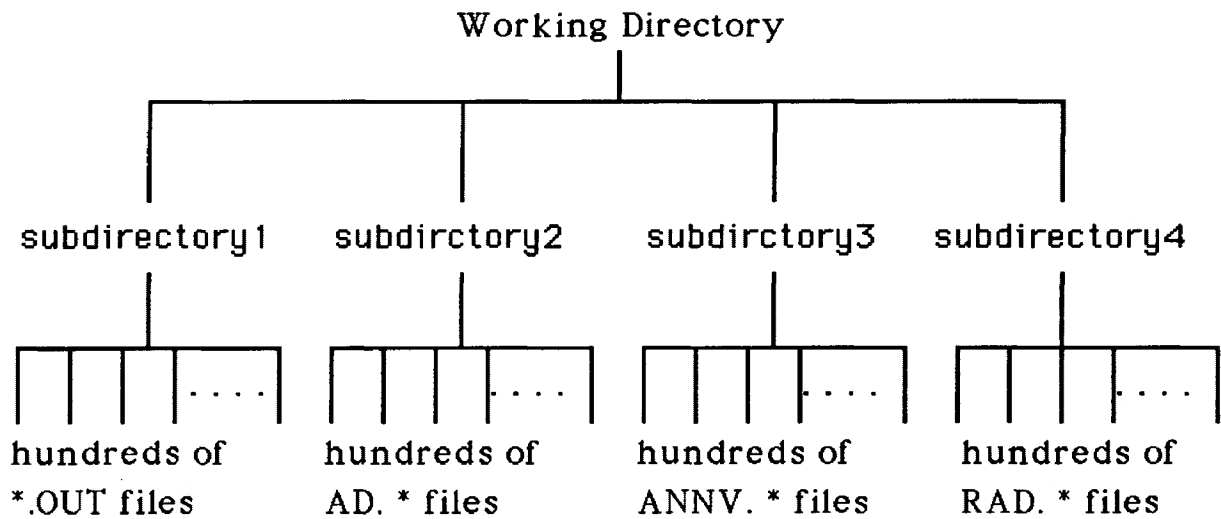 Working Directory
subdirectory1 subdirctory2 subdirctory3 subdirectory4
. . . . . . . . . . . . . . . .
hundreds of hundreds of hundreds of hundreds of
*.OUT files AD. * files ANNV. * files RAD. * files